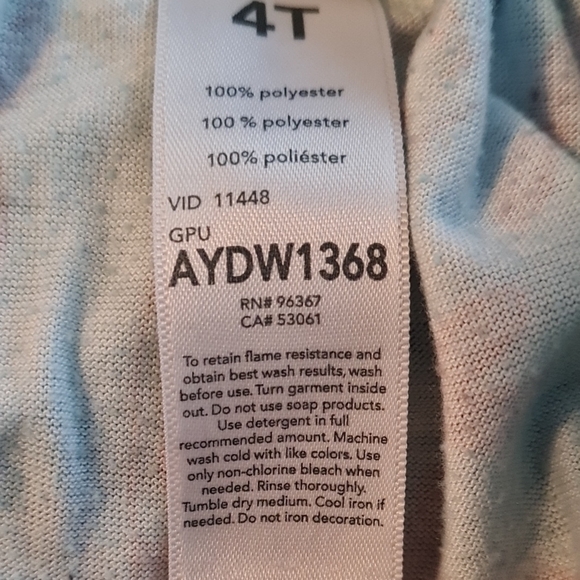 4T
100% polyester
100 % polyester
100% poliéster
VID 11448
GPU
AYDW1368
RN# 96367
CA# 53061
To retain flame resistance and
obtain best wash results, wash
before use. Turn garment inside
out. Do not use soap products.
Use detergent in full
recommended amount. Machine
wash cold with like colors. Use
only non-chlorine bleach when
needed. Rinse thoroughly.
Tumble dry medium. Cool iron if
needed. Do not iron decoration.